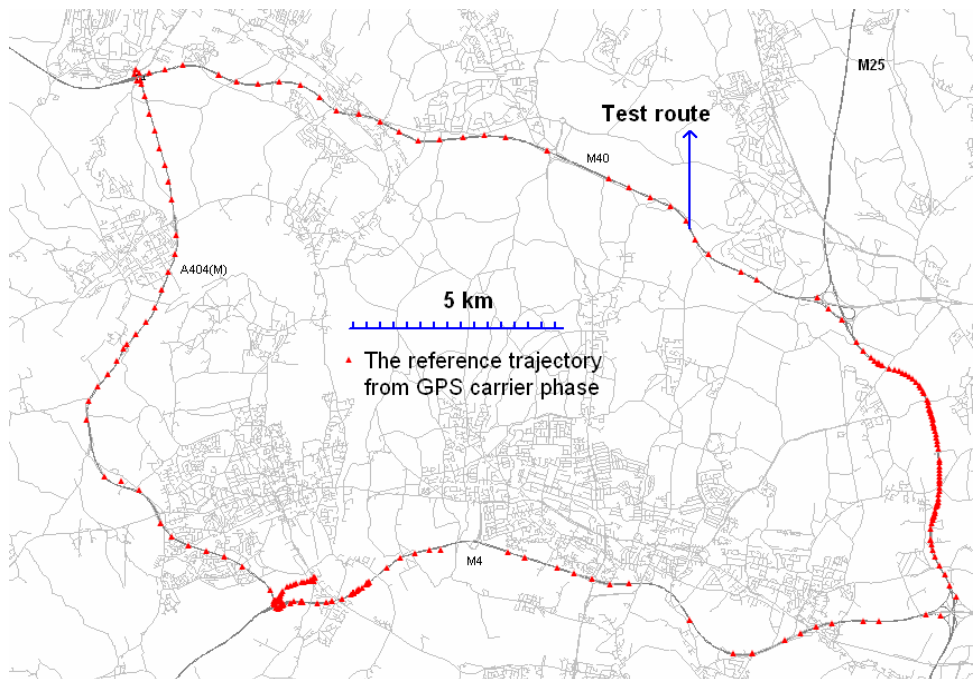 M25
Test route
M40
A404(M)
5 km
The reference trajectory
from GPS carrier phase
M4